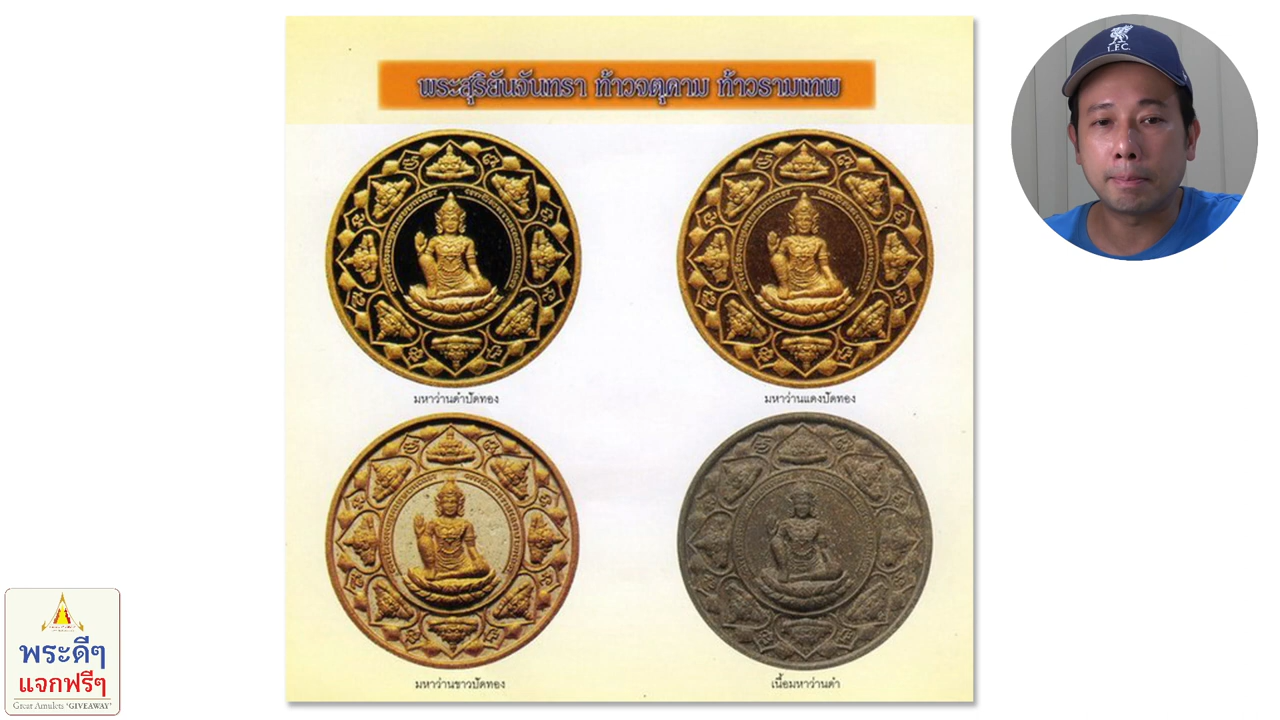 พระสุริยันจันทรา ท้าวจตุคาม ท้าวรามเทพ
L.F.C.
มหาว่านดำปัดทอง
มหาว่านแดงปัดทอง
มหาว่านขาวปัดทอง
เนื้อมหาว่านดำ
พระดีๆ
แจกฟรีๆ
Great Amulets ‘GIVEAWAY’